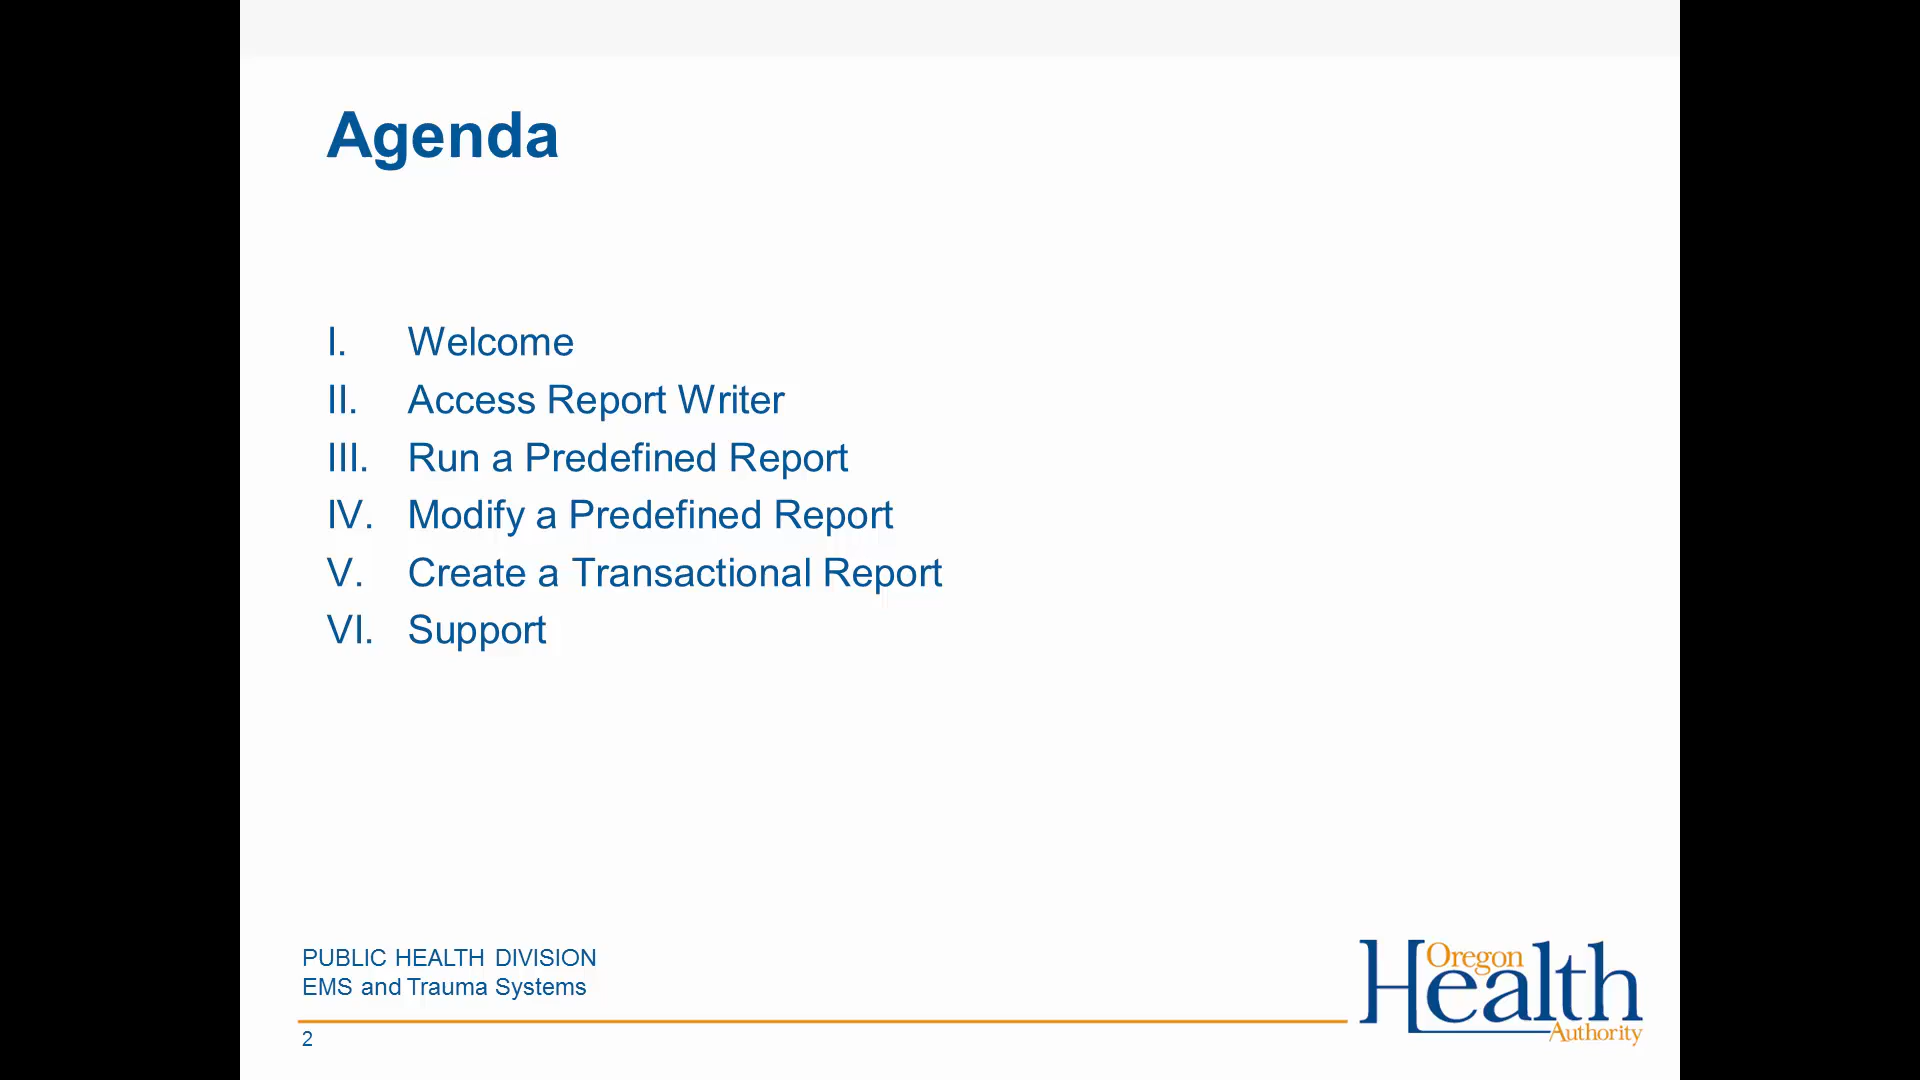 Agenda
I. Welcome
II. Access Report Writer
III. Run a Predefined Report
IV. Modify a Predefined Report
V. Create a Transactional Report
VI. Support
PUBLIC HEALTH DIVISION
EMS and Trauma Systems
2
Oregon
Health
Authority